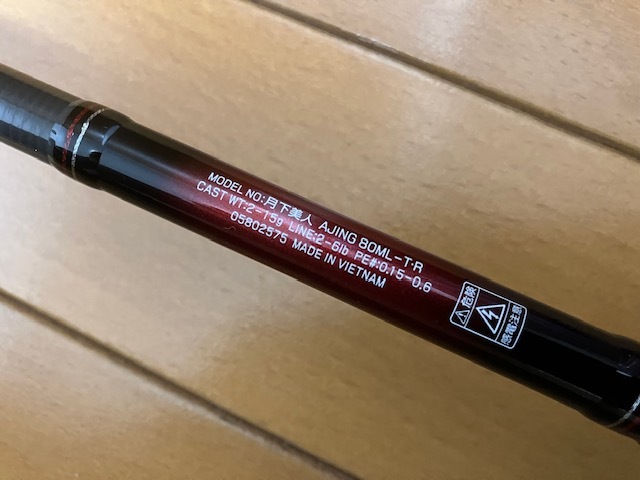 MODEL NO:月下美人 AJING 80ML-T・R
CAST WT:2-15g LINE:2-6lb PE#:0.15-0.6
05802575 MADE IN VIETNAM
危険
感電注意